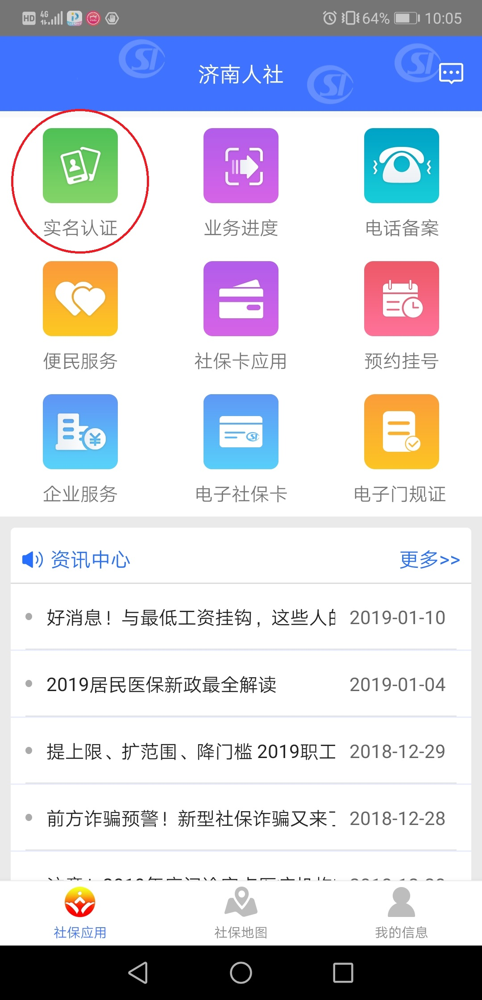 HD 4G 64% 10:05
济南人社
实名认证 业务进度 电话备案
便民服务 社保卡应用 预约挂号
企业服务 电子社保卡 电子门规证
资讯中心 更多>>
好消息！与最低工资挂钩，这些人的 2019-01-10
2019居民医保新政最全解读 2019-01-04
提上限、扩范围、降门槛 2019职工 2018-12-29
前方诈骗预警！新型社保诈骗又来了 2018-12-28
社保应用 社保地图 我的信息